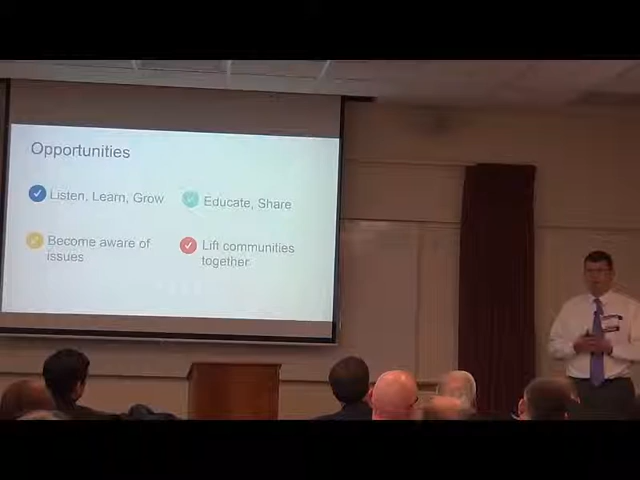 Opportunities
Listen, Learn, Grow
Educate, Share
Become aware of
issues
Lift communities
together